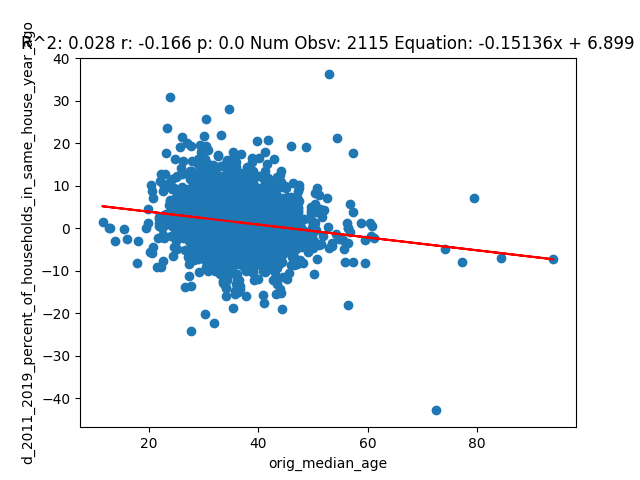 R^2: 0.028 r: -0.166 p: 0.0 Num Obsv: 2115 Equation: -0.15136x + 6.899
d_2011_2019_percent_of_households_in_same_house_year_ago
40
30
20
10
0
−10
−20
−30
−40
20 40 60 80
orig_median_age